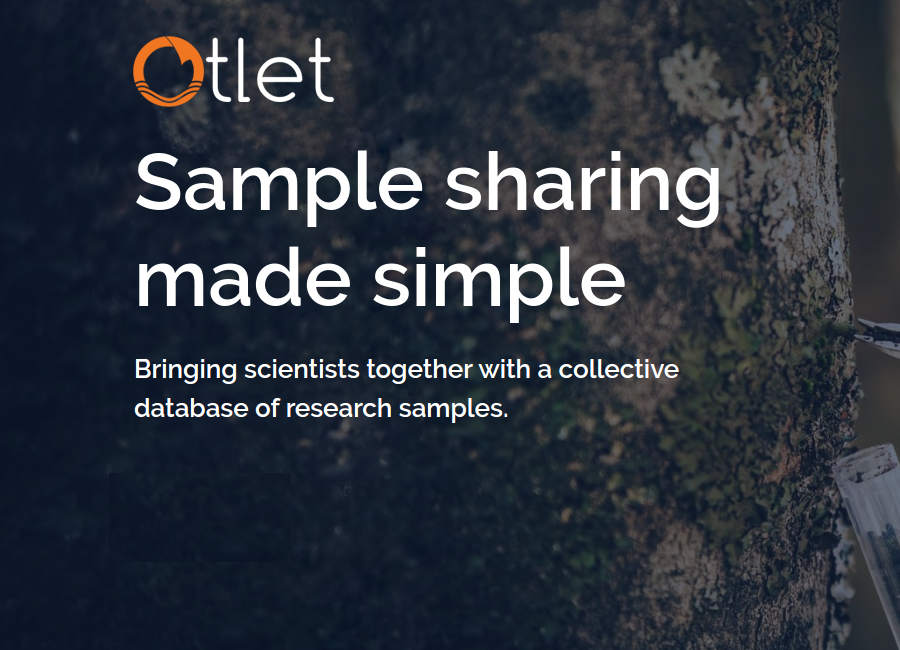 Otlet
Sample sharing
made simple
Bringing scientists together with a collective
database of research samples.